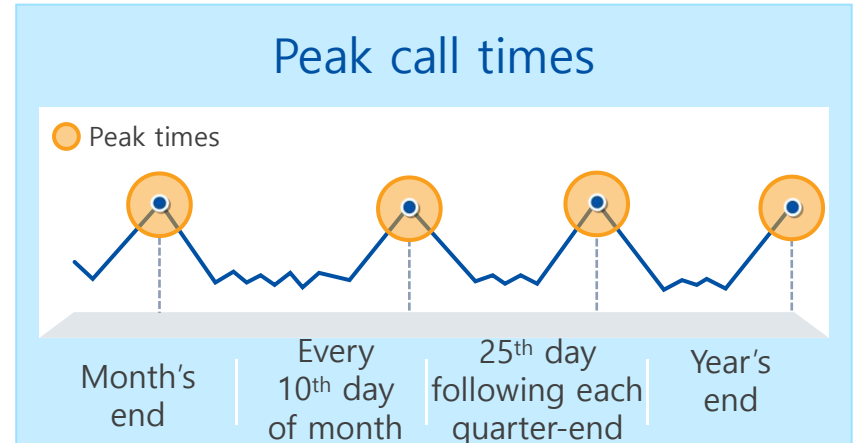 Peak call times
Peak times
Month’s
end
Every
10th day
of month
25th day
following each
quarter-end
Year’s
end